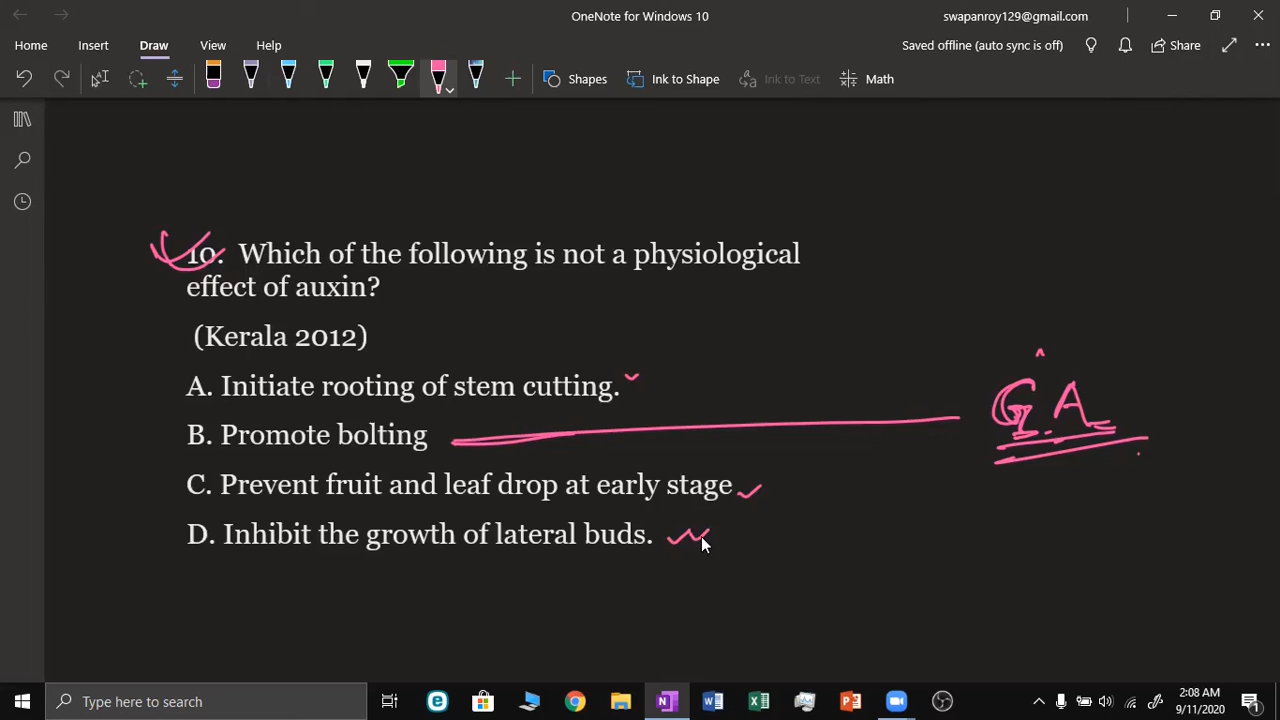 OneNote for Windows 10
swapanroy129@gmail.com
Home Insert Draw View Help
Saved offline (auto sync is off)
Share
Shapes
Ink to Shape
Ink to Text
Math
10. Which of the following is not a physiological
effect of auxin?
(Kerala 2012)
A. Initiate rooting of stem cutting.
B. Promote bolting
GA
C. Prevent fruit and leaf drop at early stage
D. Inhibit the growth of lateral buds.
Type here to search
2:08 AM
9/11/2020
1